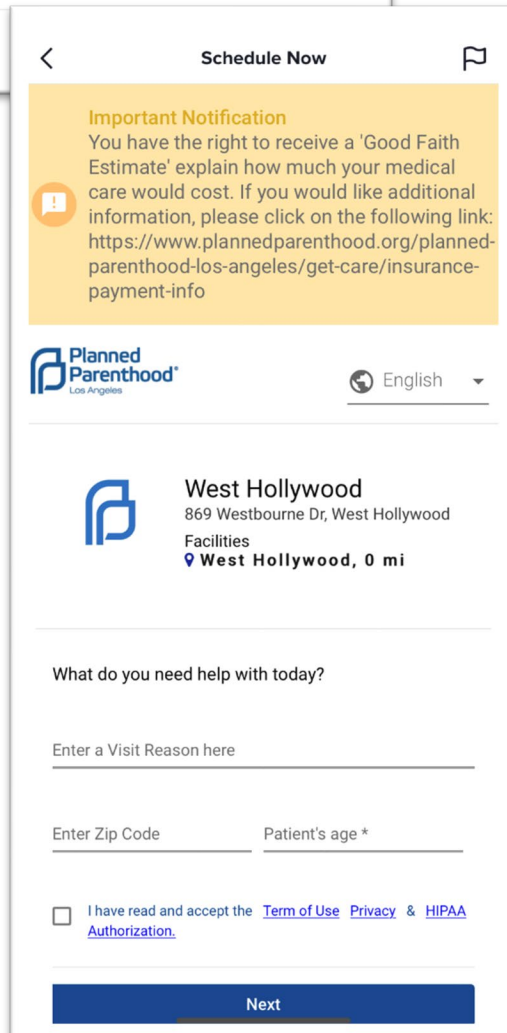 Schedule Now
Important Notification
You have the right to receive a 'Good Faith
Estimate' explain how much your medical
care would cost. If you would like additional
information, please click on the following link:
https://www.plannedparenthood.org/planned-
parenthood-los-angeles/get-care/insurance-
payment-info
Planned
Parenthood®
Los Angeles
English
West Hollywood
869 Westbourne Dr, West Hollywood
Facilities
West Hollywood, 0 mi
What do you need help with today?
Enter a Visit Reason here
Enter Zip Code Patient's age *
I have read and accept the Term of Use Privacy & HIPAA
Authorization.
Next